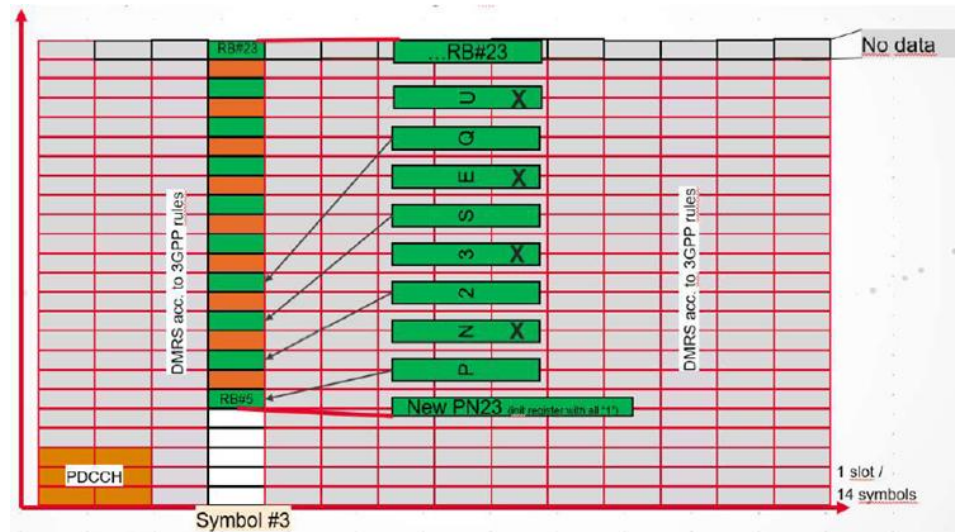 RB#23
...RB#23
No data
U X
Q
E X
S
3 X
2
N X
P
DMRS acc. to 3GPP rules
DMRS acc. to 3GPP rules
RB#5
New PN23 (init register with all "1")
PDCCH
1 slot /
14 symbols
Symbol #3